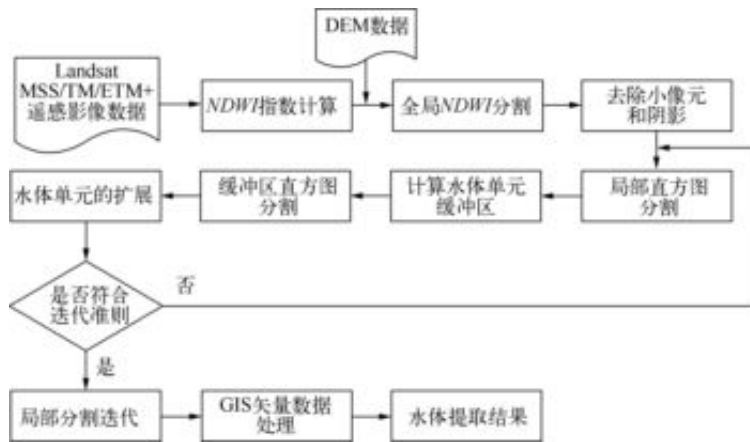 DEM数据
Landsat
MSS/TM/ETM+
遥感影像数据
NDWI指数计算
全局NDWI分割
去除小像元
和阴影
水体单元的扩展
缓冲区直方图
分割
计算水体单元
缓冲区
局部直方图
分割
是否符合
迭代准则
否
是
局部分割迭代
GIS矢量数据
处理
水体提取结果